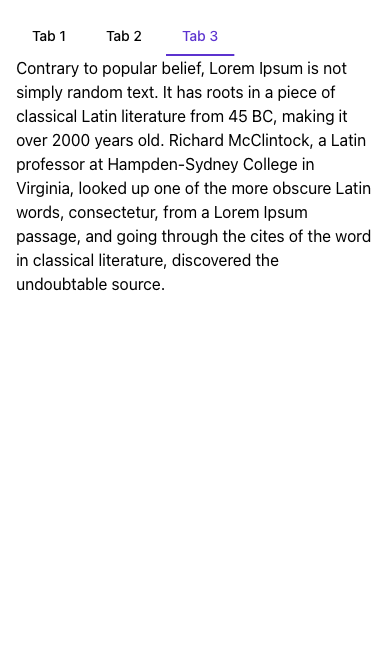 Tab 1 Tab 2 Tab 3
Contrary to popular belief, Lorem Ipsum is not
simply random text. It has roots in a piece of
classical Latin literature from 45 BC, making it
over 2000 years old. Richard McClintock, a Latin
professor at Hampden-Sydney College in
Virginia, looked up one of the more obscure Latin
words, consectetur, from a Lorem Ipsum
passage, and going through the cites of the word
in classical literature, discovered the
undoubtable source.